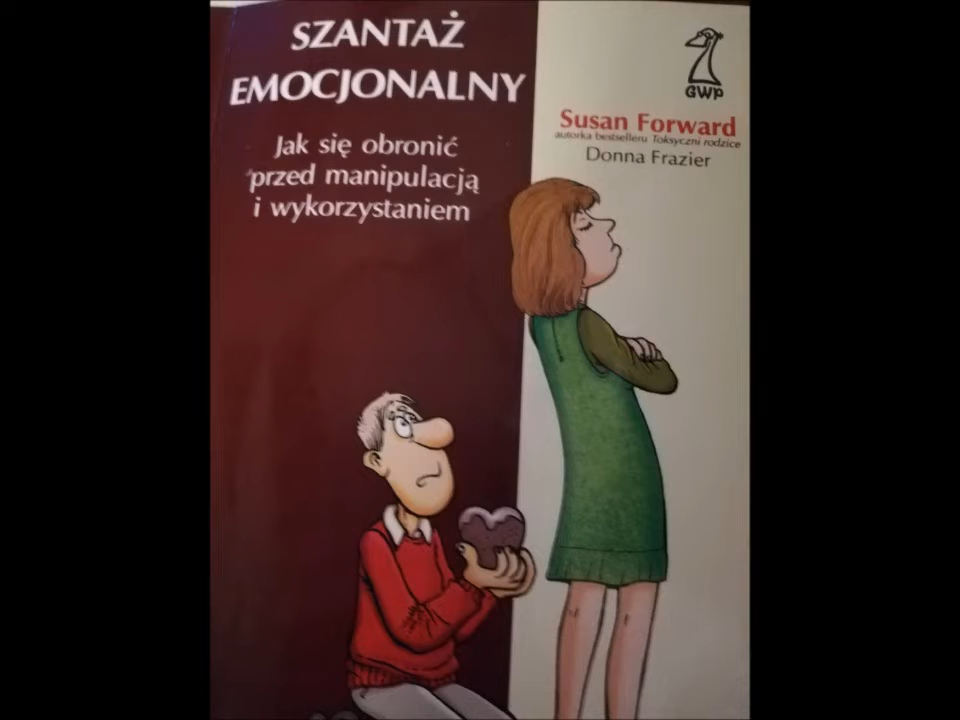 SZANTAŻ
EMOCJONALNY
Jak się obronić
przed manipulacją
i wykorzystaniem
GWP
Susan Forward
autorka bestselleru Toksyczni rodzice
Donna Frazier